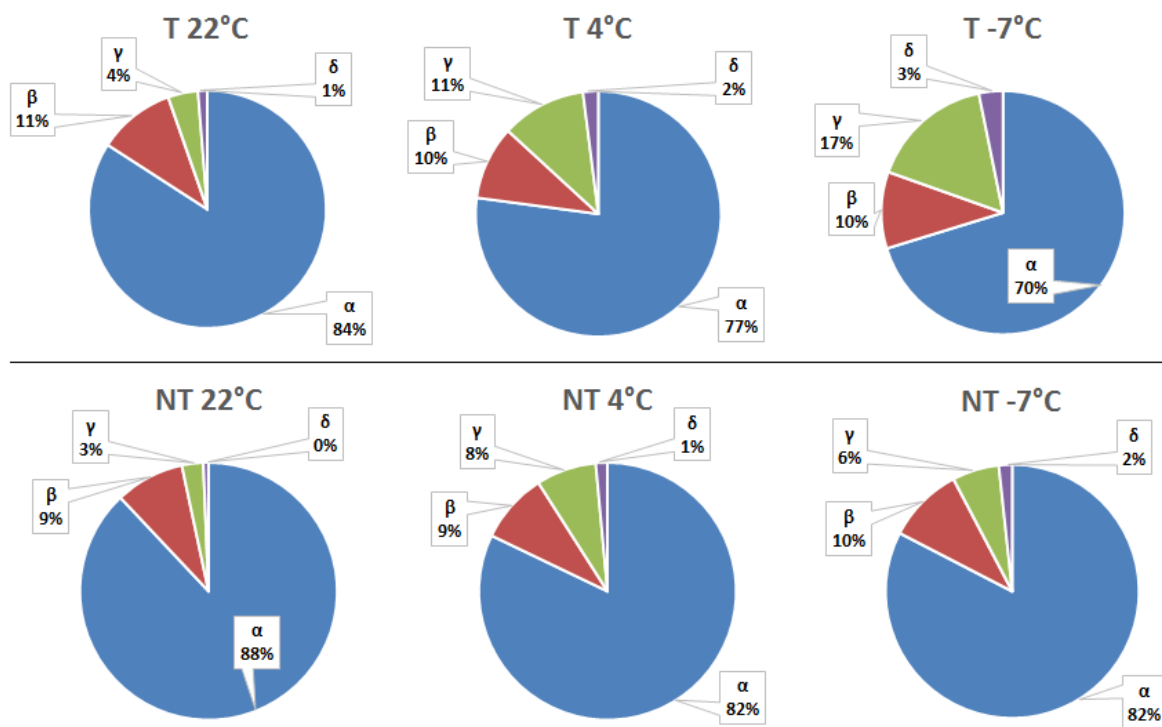 T 22°C
γ
4%
δ
1%
β
11%
α
84%
T 4°C
γ
11%
δ
2%
β
10%
α
77%
T -7°C
δ
3%
γ
17%
β
10%
α
70%
NT 22°C
γ
3%
δ
0%
β
9%
α
88%
NT 4°C
γ
8%
δ
1%
β
9%
α
82%
NT -7°C
γ
6%
δ
2%
β
10%
α
82%